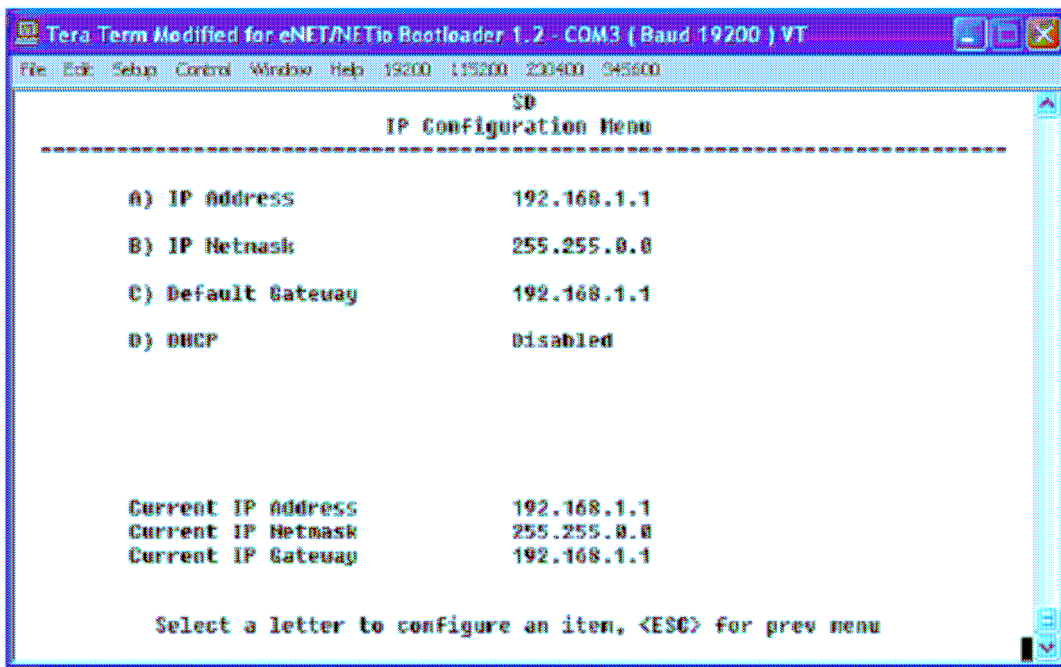 Tera Term Modified for eNET/NETio Bootloader 1.2 - COM3 ( Baud 19200 ) VT
File Edit Setup Control Window Help 19200 115200 230400 345600
SD
IP Configuration Menu
A) IP Address 192.168.1.1
B) IP Netmask 255.255.0.0
C) Default Gateway 192.168.1.1
D) DHCP Disabled
Current IP Address 192.168.1.1
Current IP Netmask 255.255.0.0
Current IP Gateway 192.168.1.1
Select a letter to configure an item, <ESC> for prev menu